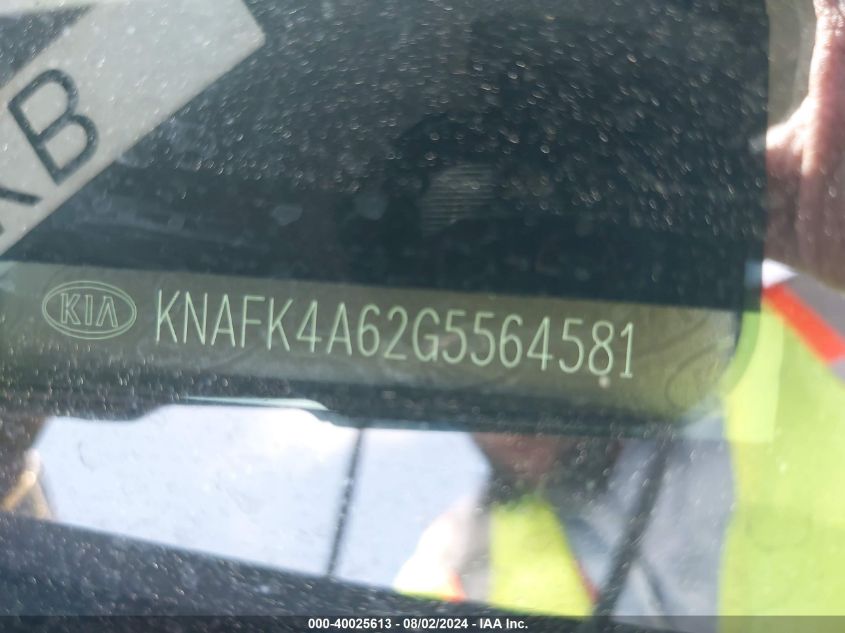 KB
KIA KNAFK4A62G5564581
000-40025613 - 08/02/2024 - IAA Inc.